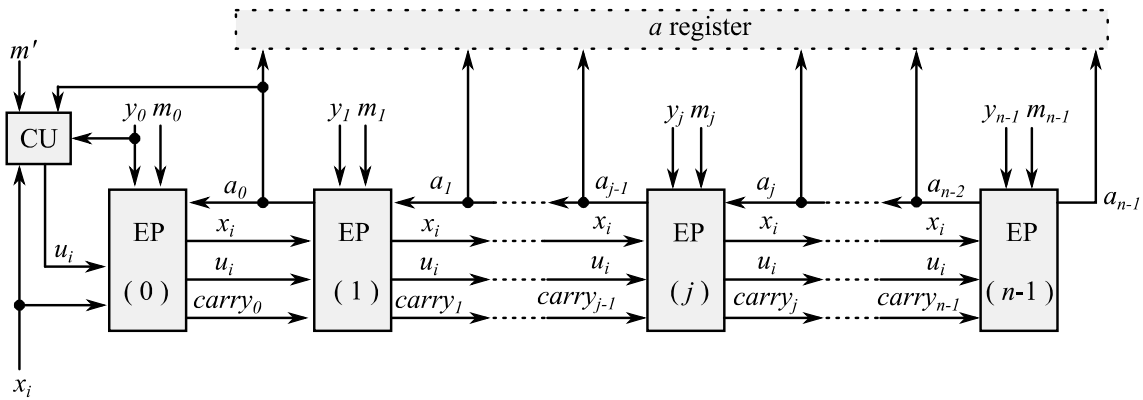 a register
m'
y0 m0 y1 m1 yj mj yn-1 mn-1
CU
a0 a1 aj-1 aj an-2 an-1
EP xi EP xi xi EP xi xi EP
ui ui ui ui ui ui
(0) (1) (j) (n-1)
carry0 carry1 carryj-1 carryj carryn-1
xi